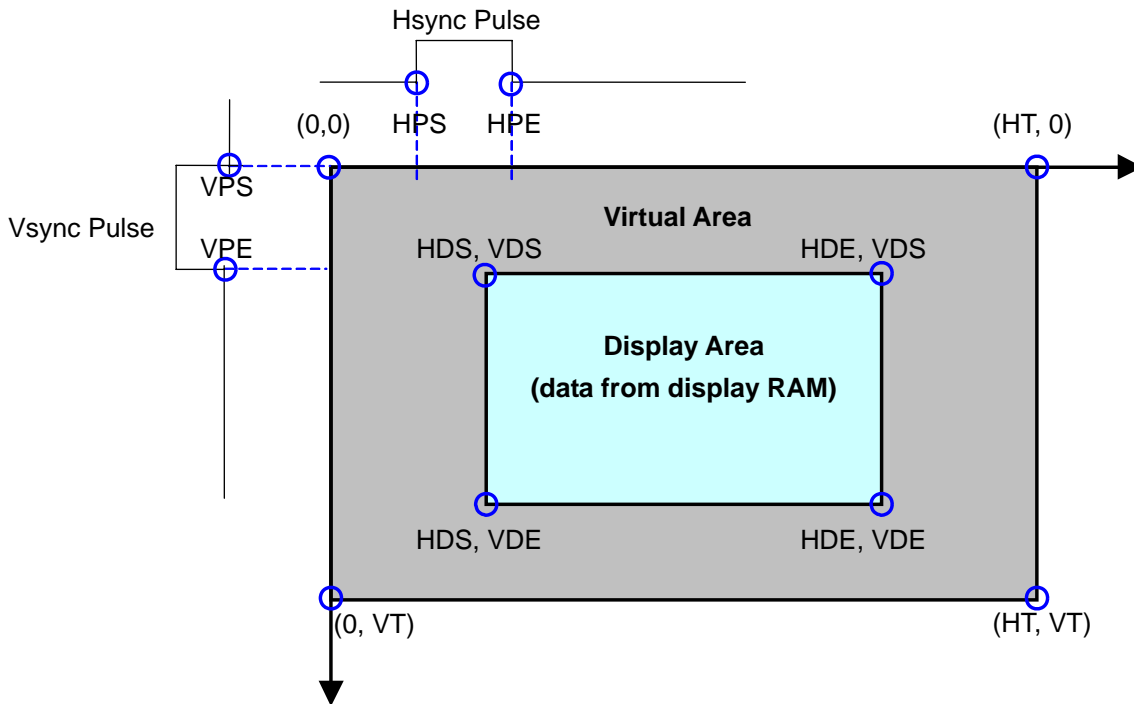 Hsync Pulse
(0,0) HPS HPE (HT, 0)
VPS
Vsync Pulse
VPE
Virtual Area
HDS, VDS HDE, VDS
Display Area
(data from display RAM)
HDS, VDE HDE, VDE
(0, VT) (HT, VT)